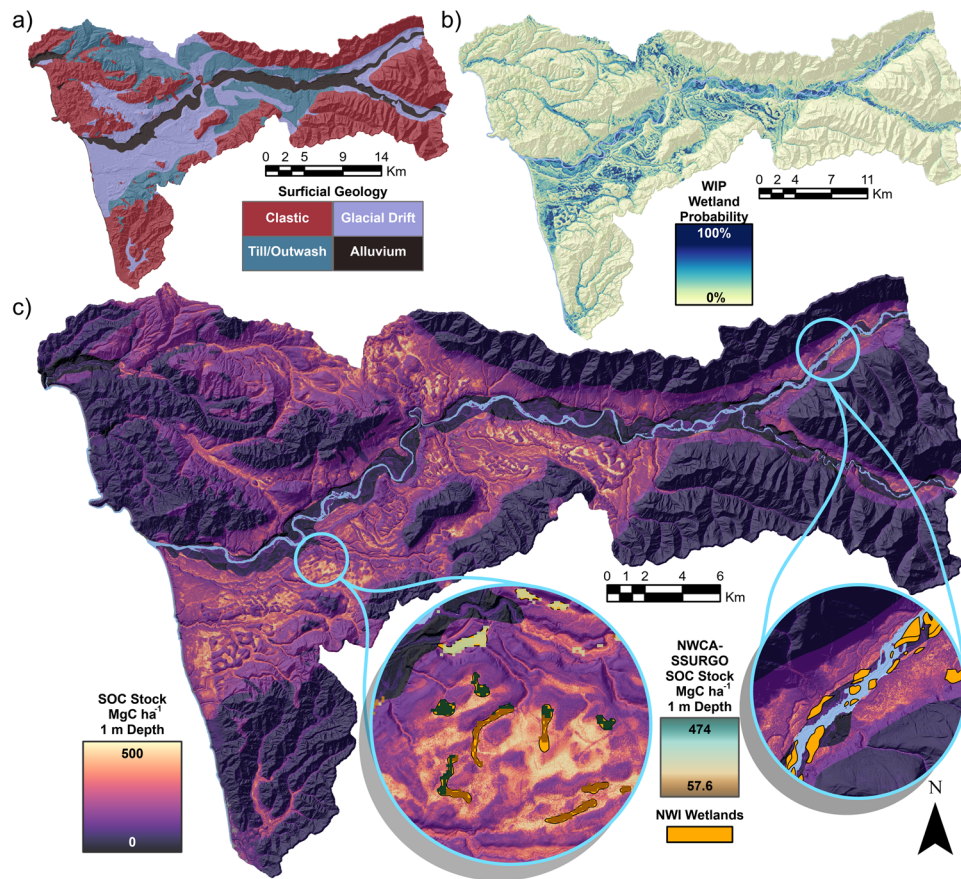 a)
0 2 5 9 14
Km
Surficial Geology
Clastic
Glacial Drift
Till/Outwash
Alluvium
b)
WIP
Wetland
Probability
100%
0%
0 2 4 7 11
Km
c)
0 1 2 4 6
Km
SOC Stock
MgC ha⁻¹
1 m Depth
500
0
NWCA-
SSURGO
SOC Stock
MgC ha⁻¹
1 m Depth
474
57.6
NWI Wetlands
N